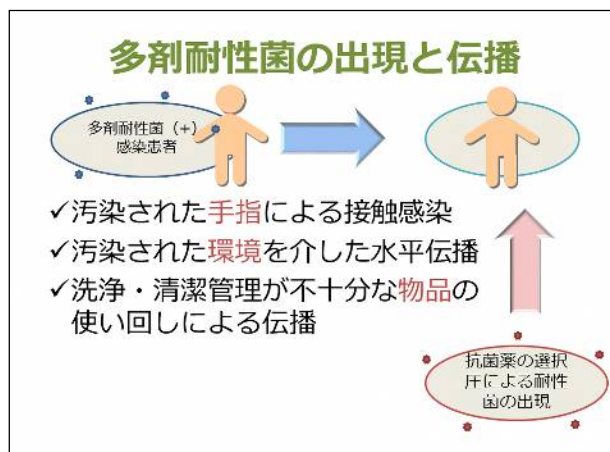 多剤耐性菌の出現と伝播
多剤耐性菌（+）
感染患者
✓汚染された手指による接触感染
✓汚染された環境を介した水平伝播
✓洗浄・清潔管理が不十分な物品の
使い回しによる伝播
抗菌薬の選択
圧による耐性
菌の出現